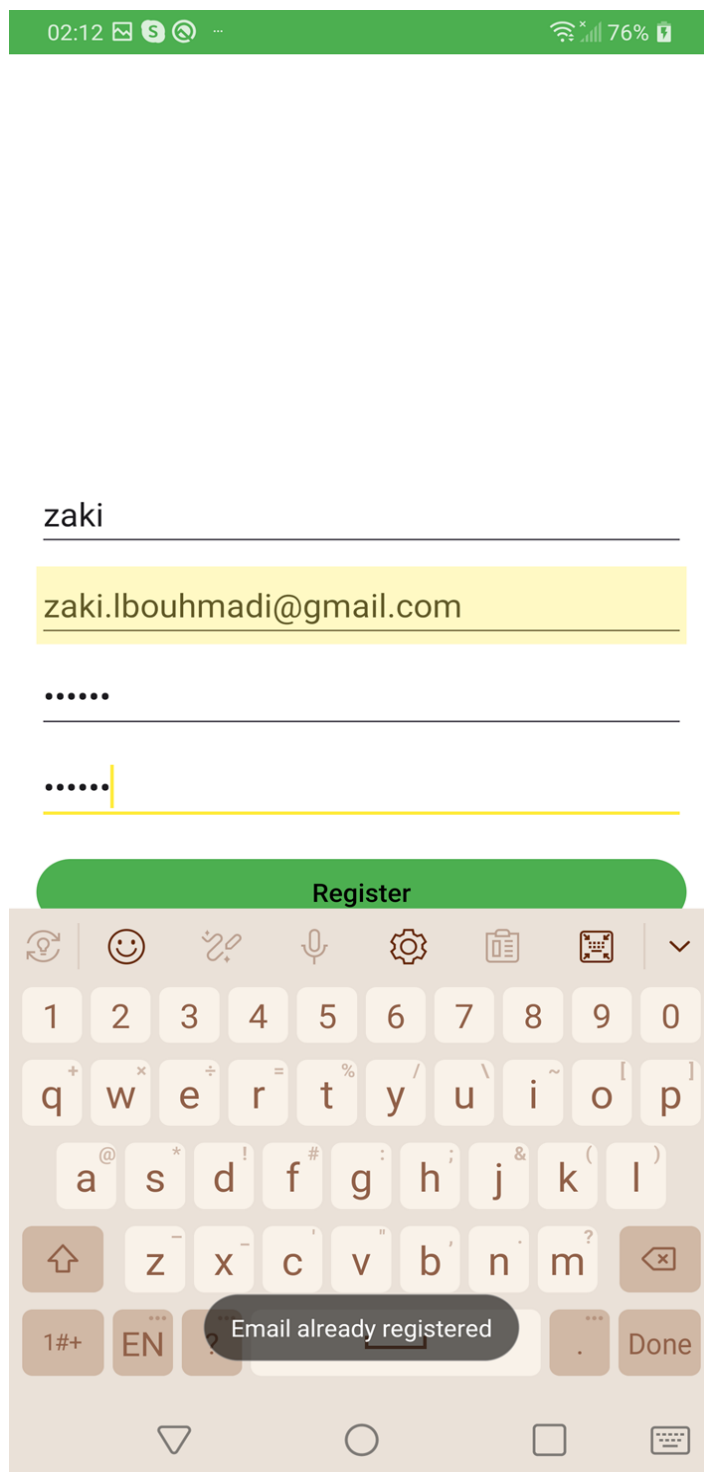 02:12 S ... 76%
zaki
zaki.lbouhmadi@gmail.com
••••••
••••••
Register
1 2 3 4 5 6 7 8 9 0
+ × ÷ = % / \ ~ [ ]
q w e r t y u i o p
@ * ! # : ; & ( )
a s d f g h j k l
– _ ' " , . ?
z x c v b n m
1#+ EN ? . Done
Email already registered